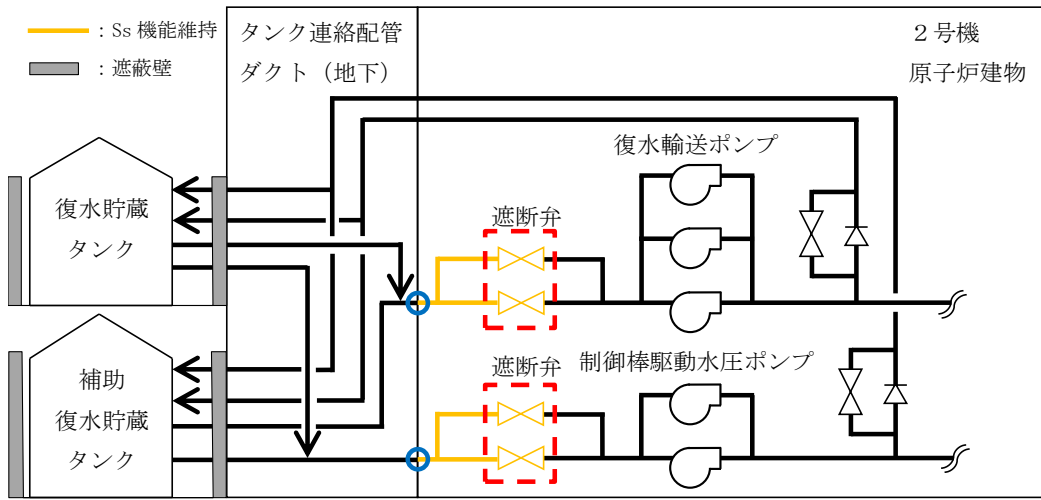 ：Ss 機能維持
：遮蔽壁
タンク連絡配管
ダクト（地下）
２号機
原子炉建物
復水輸送ポンプ
遮断弁
復水貯蔵
タンク
遮断弁
制御棒駆動水圧ポンプ
補助
復水貯蔵
タンク